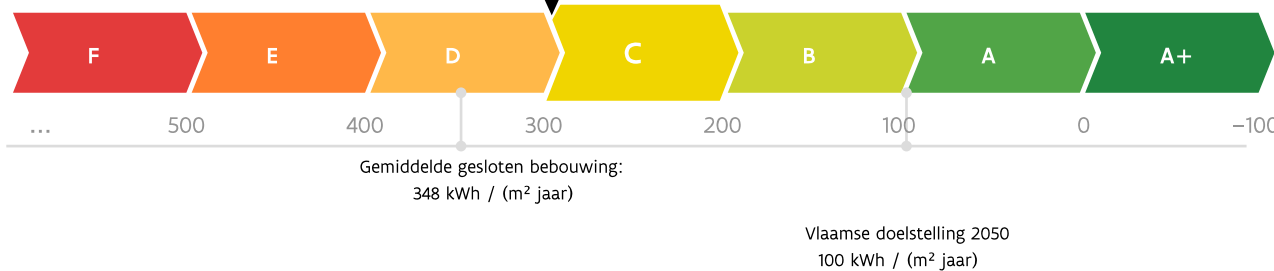 F E D C B A A+
... 500 400 300 200 100 0 −100
Gemiddelde gesloten bebouwing:
348 kWh / (m² jaar)
Vlaamse doelstelling 2050
100 kWh / (m² jaar)